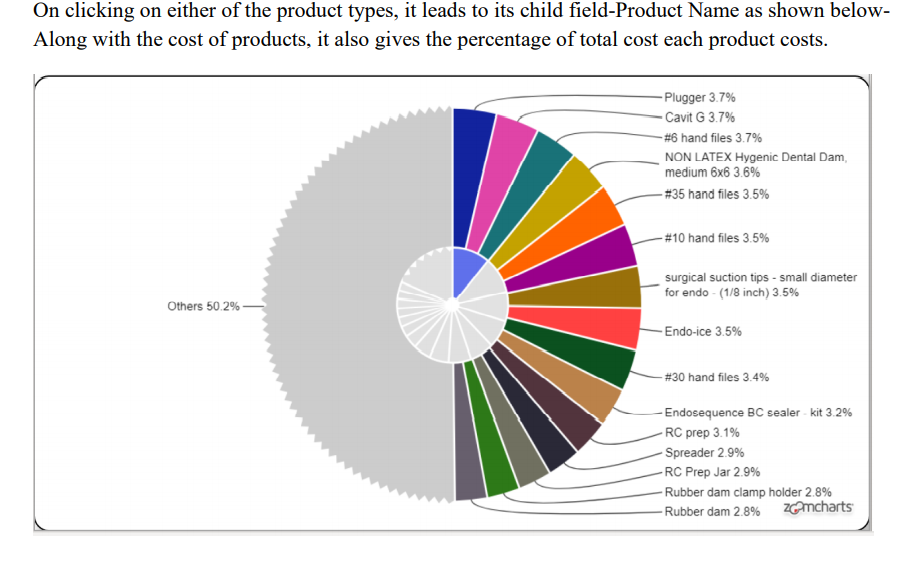 On clicking on either of the product types, it leads to its child field-Product Name as shown below-
Along with the cost of products, it also gives the percentage of total cost each product costs.
Plugger 3.7%
Cavit G 3.7%
#6 hand files 3.7%
NON LATEX Hygenic Dental Dam,
medium 6x6 3.6%
#35 hand files 3.5%
#10 hand files 3.5%
surgical suction tips - small diameter
for endo - (1/8 inch) 3.5%
Others 50.2%
Endo-ice 3.5%
#30 hand files 3.4%
Endosequence BC sealer - kit 3.2%
RC prep 3.1%
Spreader 2.9%
RC Prep Jar 2.9%
Rubber dam clamp holder 2.8%
Rubber dam 2.8%
zoomcharts